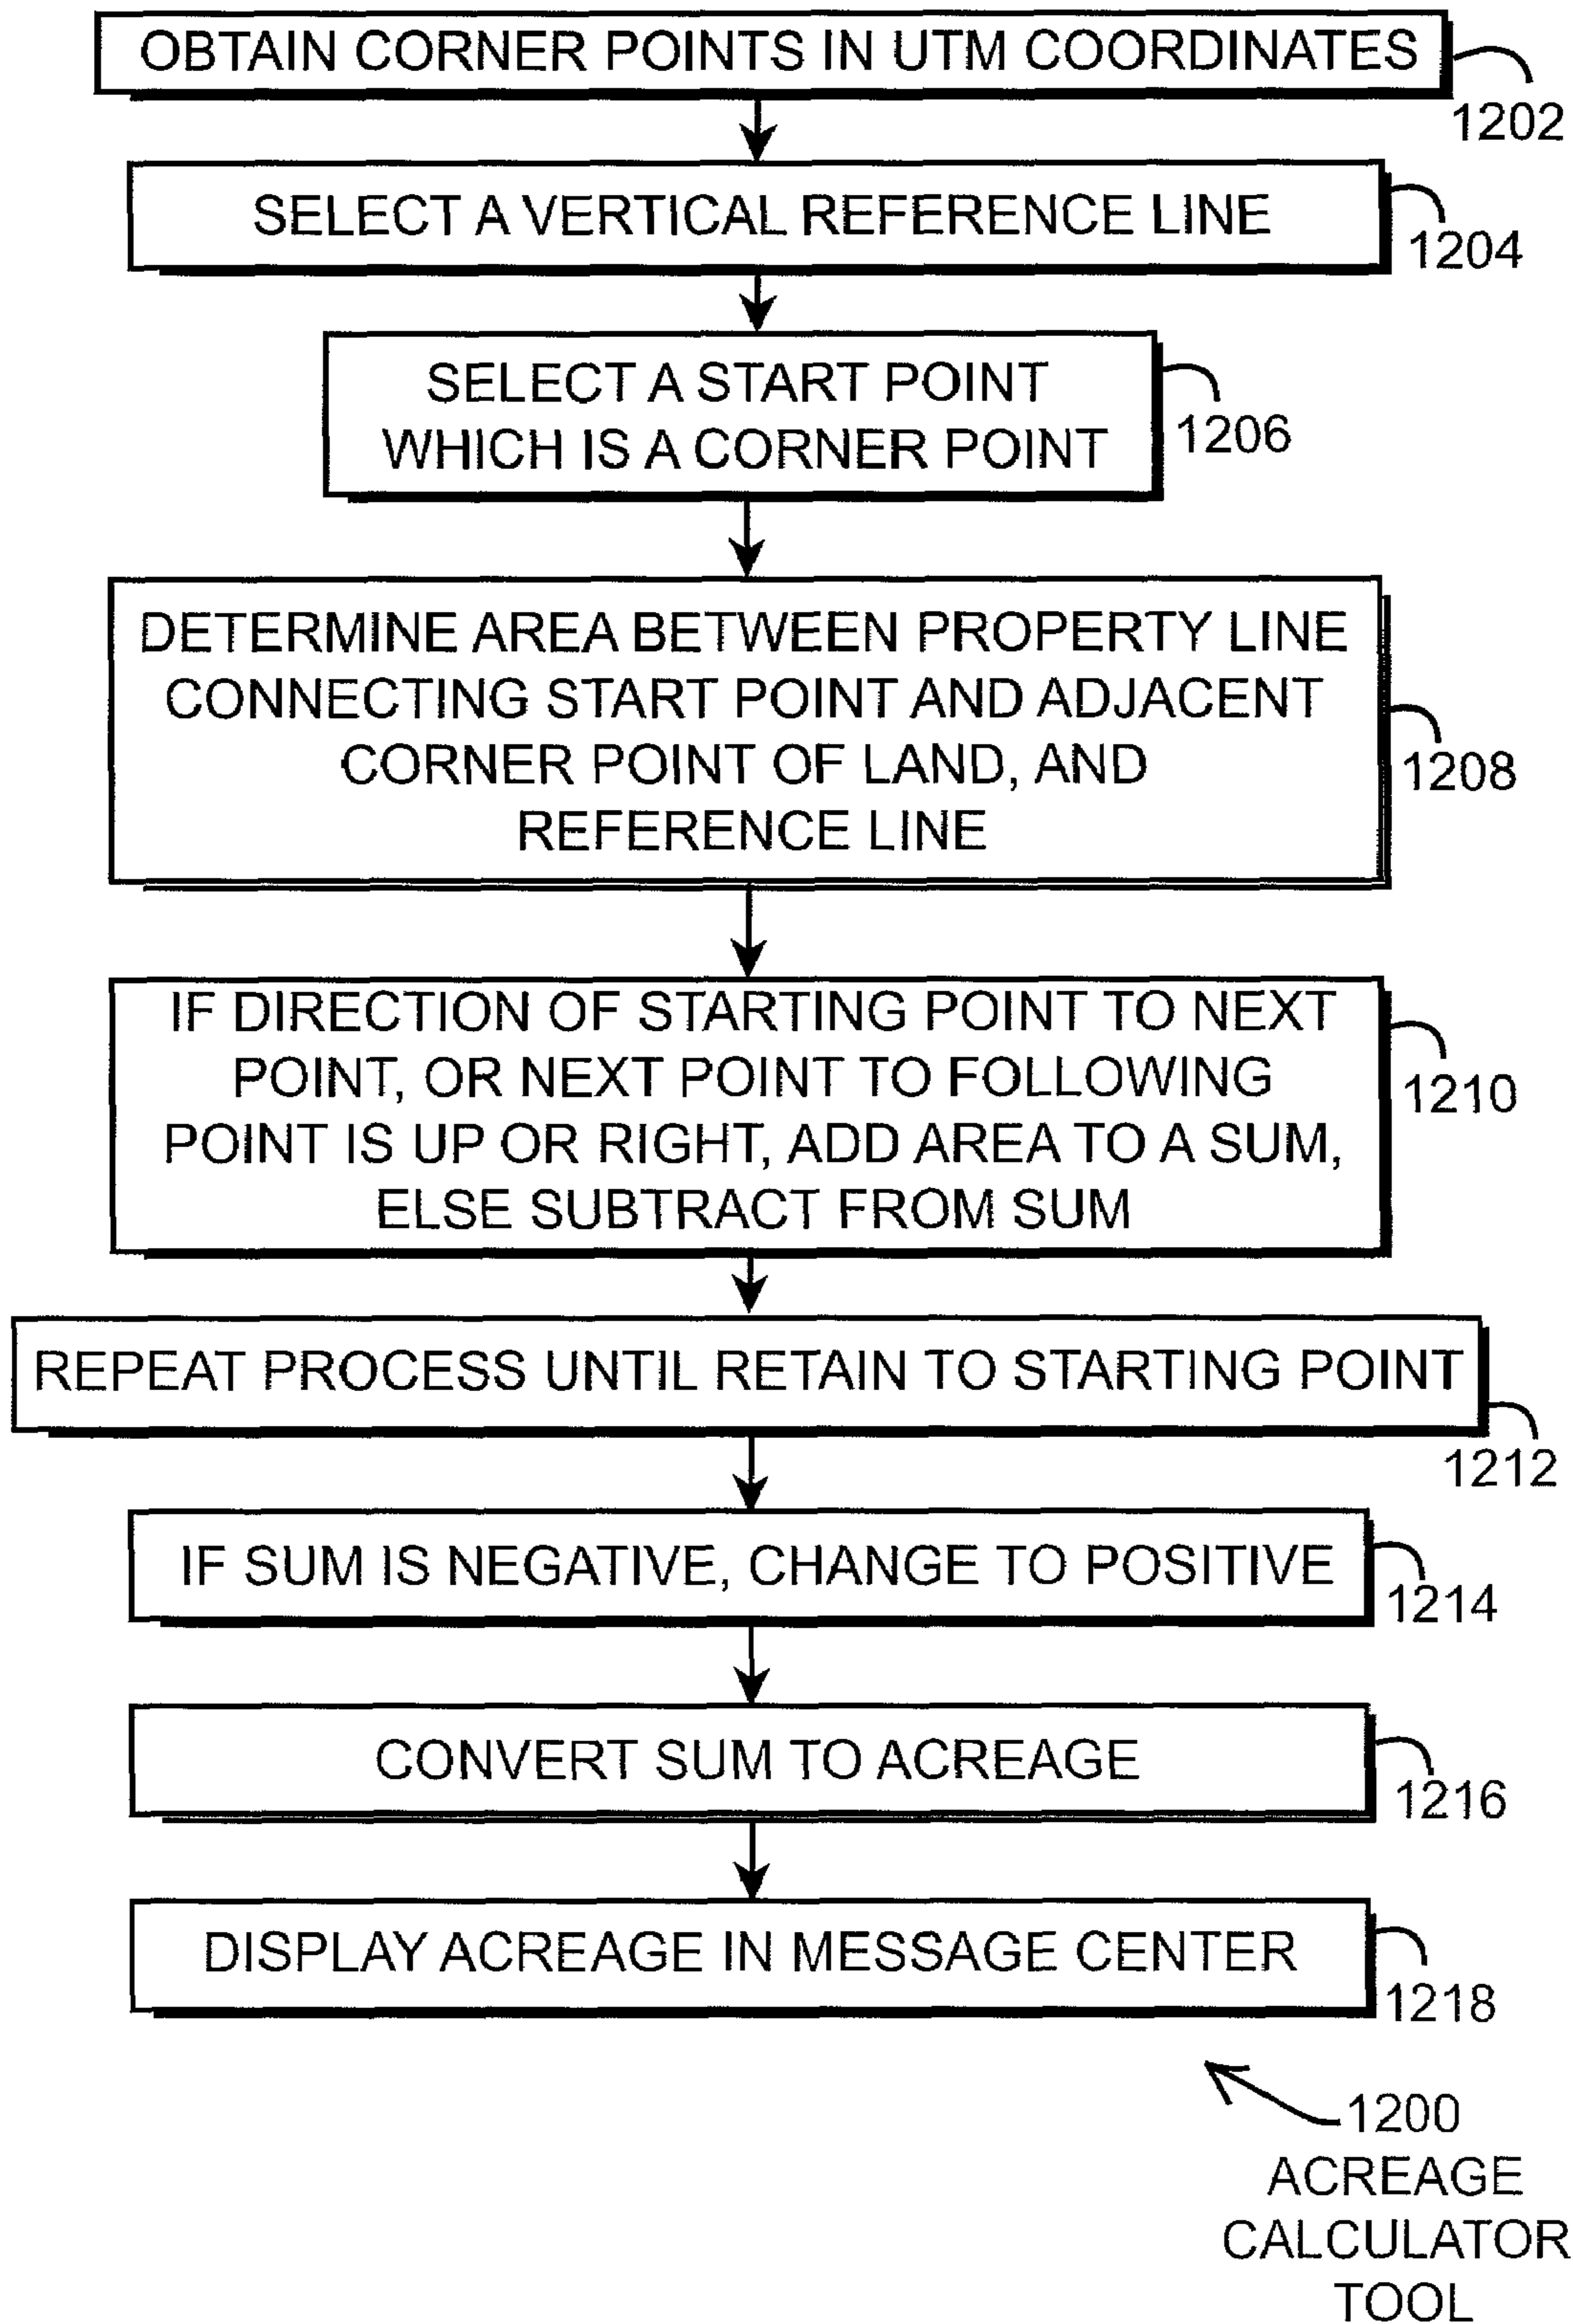 OBTAIN CORNER POINTS IN UTM COORDINATES
1202
SELECT A VERTICAL REFERENCE LINE
1204
SELECT A START POINT
WHICH IS A CORNER POINT
1206
DETERMINE AREA BETWEEN PROPERTY LINE
CONNECTING START POINT AND ADJACENT
CORNER POINT OF LAND, AND
REFERENCE LINE
1208
IF DIRECTION OF STARTING POINT TO NEXT
POINT, OR NEXT POINT TO FOLLOWING
POINT IS UP OR RIGHT, ADD AREA TO A SUM,
ELSE SUBTRACT FROM SUM
1210
REPEAT PROCESS UNTIL RETAIN TO STARTING POINT
1212
IF SUM IS NEGATIVE, CHANGE TO POSITIVE
1214
CONVERT SUM TO ACREAGE
1216
DISPLAY ACREAGE IN MESSAGE CENTER
1218
1200
ACREAGE
CALCULATOR
TOOL